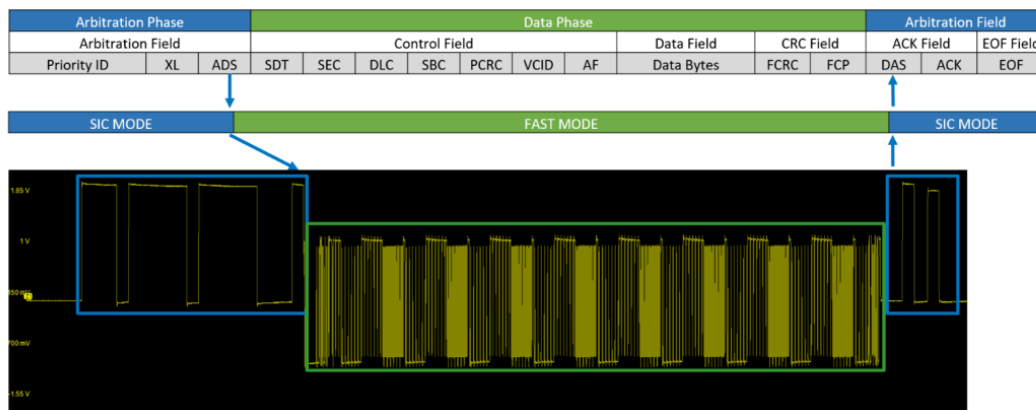 Arbitration Phase Data Phase Arbitration Field
Arbitration Field Control Field Data Field CRC Field ACK Field EOF Field
Priority ID XL ADS SDT SEC DLC SBC PCRC VCID AF Data Bytes FCRC FCP DAS ACK EOF
SIC MODE FAST MODE SIC MODE
1.85 V
1 V
700 mV
-1.55 V